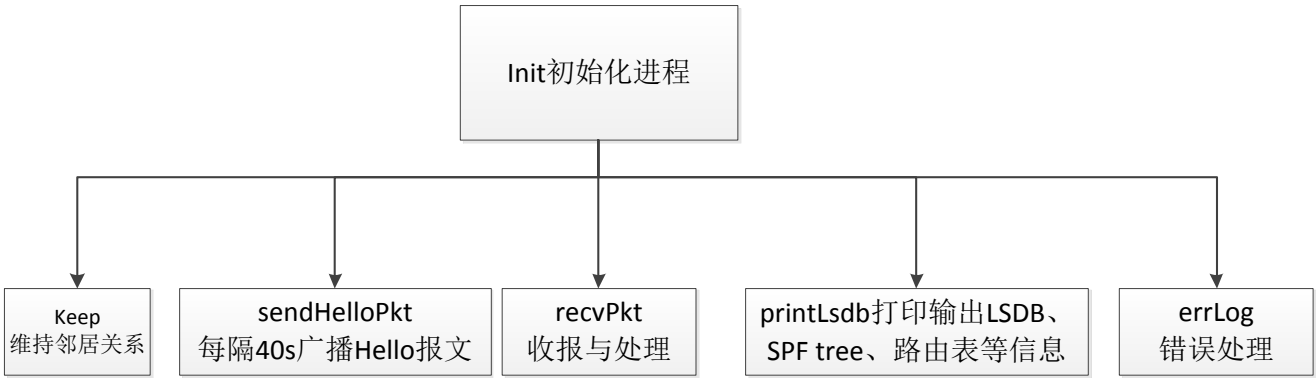 Init初始化进程
Keep
维持邻居关系
sendHelloPkt
每隔40s广播Hello报文
recvPkt
收报与处理
printLsdb打印输出LSDB、
SPF tree、路由表等信息
errLog
错误处理